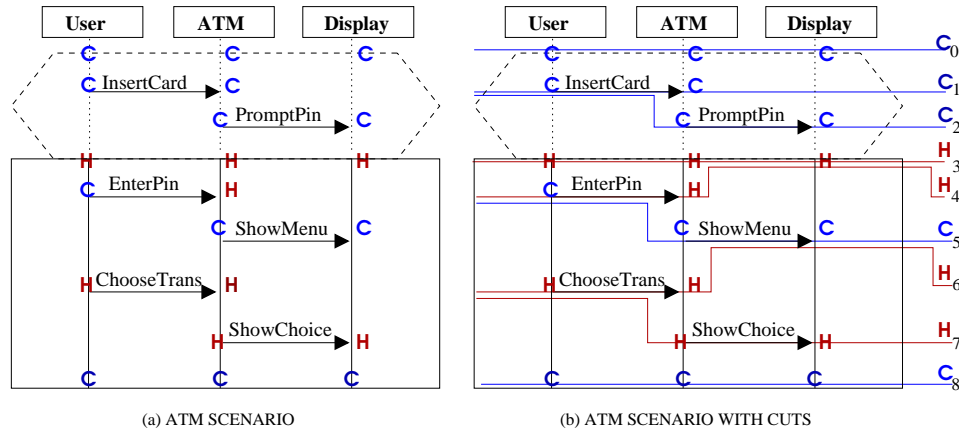 User ATM Display User ATM Display
C C C C C C C 0
C InsertCard C C InsertCard C C 1
C PromptPin C C PromptPin C C 2
H H H H H H H 3
C EnterPin H C EnterPin H H 4
C ShowMenu C C ShowMenu C C 5
H ChooseTrans H H ChooseTrans H H 6
H ShowChoice H H ShowChoice H H 7
C C C C C C C 8
(a) ATM SCENARIO (b) ATM SCENARIO WITH CUTS